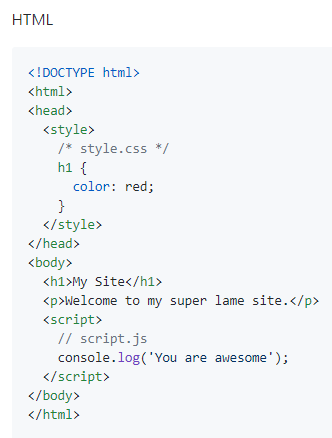 HTML
<!DOCTYPE html>
<html>
<head>
  <style>
    /* style.css */
    h1 {
      color: red;
    }
  </style>
</head>
<body>
  <h1>My Site</h1>
  <p>Welcome to my super lame site.</p>
  <script>
    // script.js
    console.log('You are awesome');
  </script>
</body>
</html>